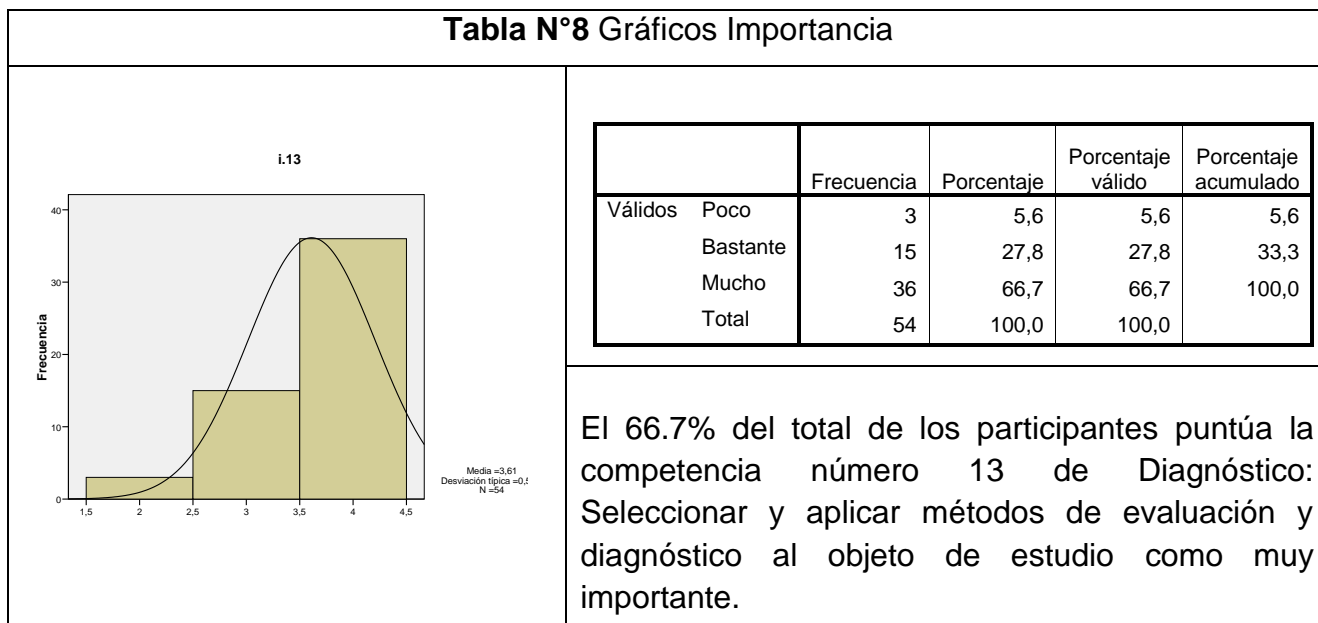 Tabla N°8 Gráficos Importancia
i.13
Frecuencia
40
30
20
10
0
1,5 2 2,5 3 3,5 4 4,5
Media =3,61
Desviación típica =0,
N =54
Frecuencia Porcentaje Porcentaje válido Porcentaje acumulado
Válidos Poco 3 5,6 5,6 5,6
Bastante 15 27,8 27,8 33,3
Mucho 36 66,7 66,7 100,0
Total 54 100,0 100,0
El 66.7% del total de los participantes puntúa la
competencia número 13 de Diagnóstico:
Seleccionar y aplicar métodos de evaluación y
diagnóstico al objeto de estudio como muy
importante.